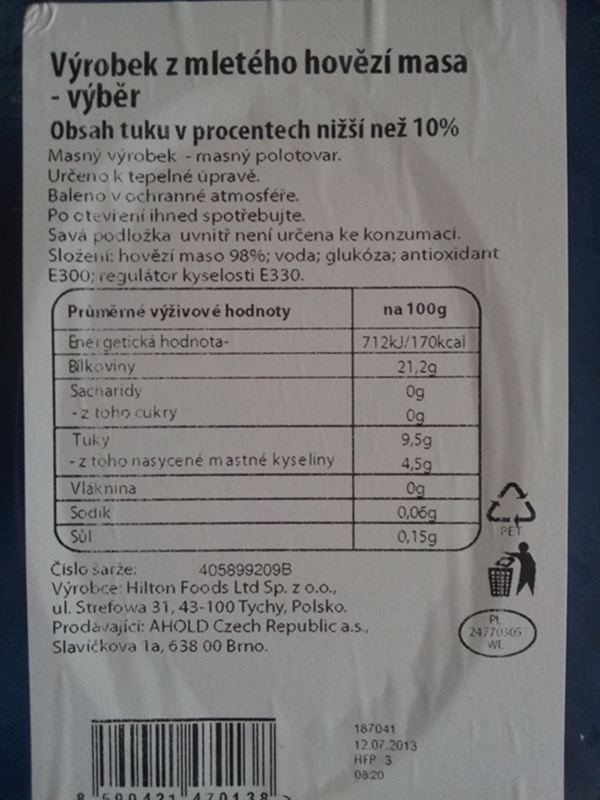 Výrobek z mletého hovězí masa
- výběr
Obsah tuku v procentech nižší než 10%
Masný výrobek - masný polotovar.
Určeno k tepelné úpravě.
Baleno v ochranné atmosféře.
Po otevření ihned spotřebujte.
Savá podložka uvnitř není určena ke konzumaci.
Složení: hovězí maso 98%; voda; glukóza; antioxidant
E300; regulátor kyselosti E330.
Průměrné výživové hodnoty na 100g
Energetická hodnota- 712kJ/170kcal
Bílkoviny 21,2g
Sacharidy 0g
- z toho cukry 0g
Tuky 9,5g
- z toho nasycené mastné kyseliny 4,5g
Vláknina 0g
Sodík 0,06g
Sůl 0,15g
PET
Číslo šarže: 405899209B
Výrobce: Hilton Foods Ltd Sp. z o.o.,
ul. Strefowa 31, 43-100 Tychy, Polsko.
Prodávající: AHOLD Czech Republic a.s.,
Slavíčkova 1a, 638 00 Brno.
PL
24770305
WE
187041
12.07.2013
HFP 3
08:20
8 590421 470138 >